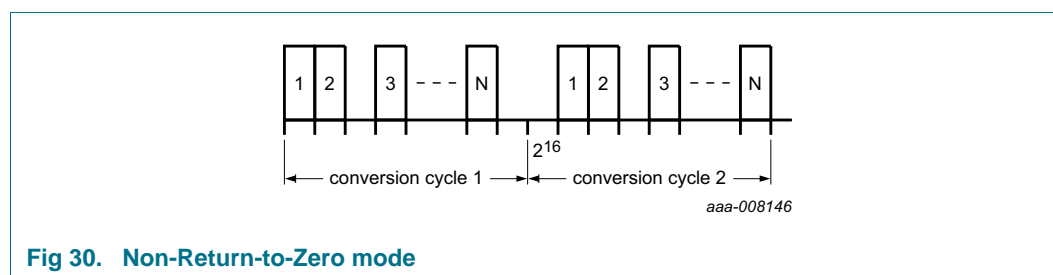 1 2 3 N 1 2 3 N
2^16
conversion cycle 1 conversion cycle 2
aaa-008146
Fig 30. Non-Return-to-Zero mode